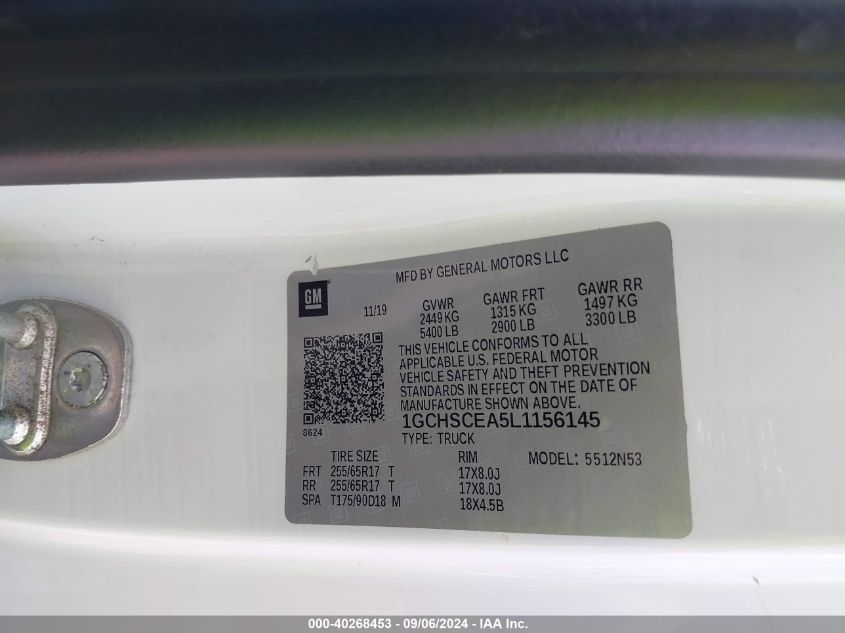 MFD BY GENERAL MOTORS LLC
GM
11/19
GVWR
2449 KG
5400 LB
GAWR FRT
1315 KG
2900 LB
GAWR RR
1497 KG
3300 LB
THIS VEHICLE CONFORMS TO ALL
APPLICABLE U.S. FEDERAL MOTOR
VEHICLE SAFETY AND THEFT PREVENTION
STANDARDS IN EFFECT ON THE DATE OF
MANUFACTURE SHOWN ABOVE.
8624
1GCHSCEA5L1156145
TYPE: TRUCK
TIRE SIZE RIM MODEL: 5512N53
FRT 255/65R17 T 17X8.0J
RR 255/65R17 T 17X8.0J
SPA T175/90D18 M 18X4.5B
000-40268453 - 09/06/2024 - IAA Inc.